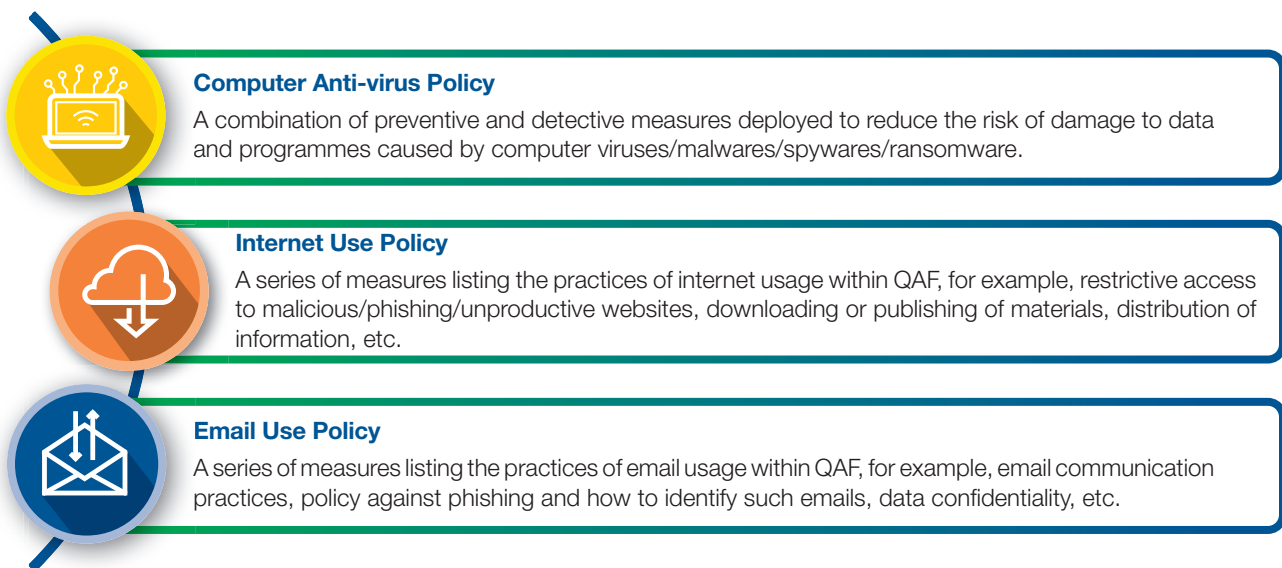 Computer Anti-virus Policy
A combination of preventive and detective measures deployed to reduce the risk of damage to data
and programmes caused by computer viruses/malwares/spywares/ransomware.
Internet Use Policy
A series of measures listing the practices of internet usage within QAF, for example, restrictive access
to malicious/phishing/unproductive websites, downloading or publishing of materials, distribution of
information, etc.
Email Use Policy
A series of measures listing the practices of email usage within QAF, for example, email communication
practices, policy against phishing and how to identify such emails, data confidentiality, etc.